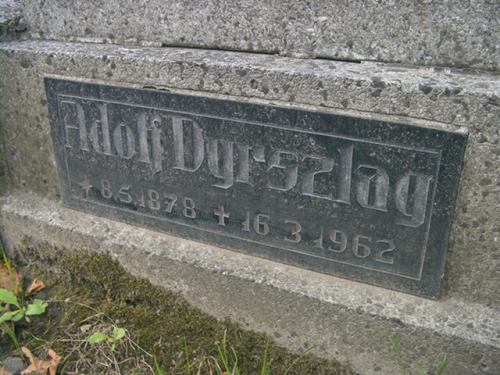 Adolf Dyrszlag
+ 8.5.1878 + 16.3.1962